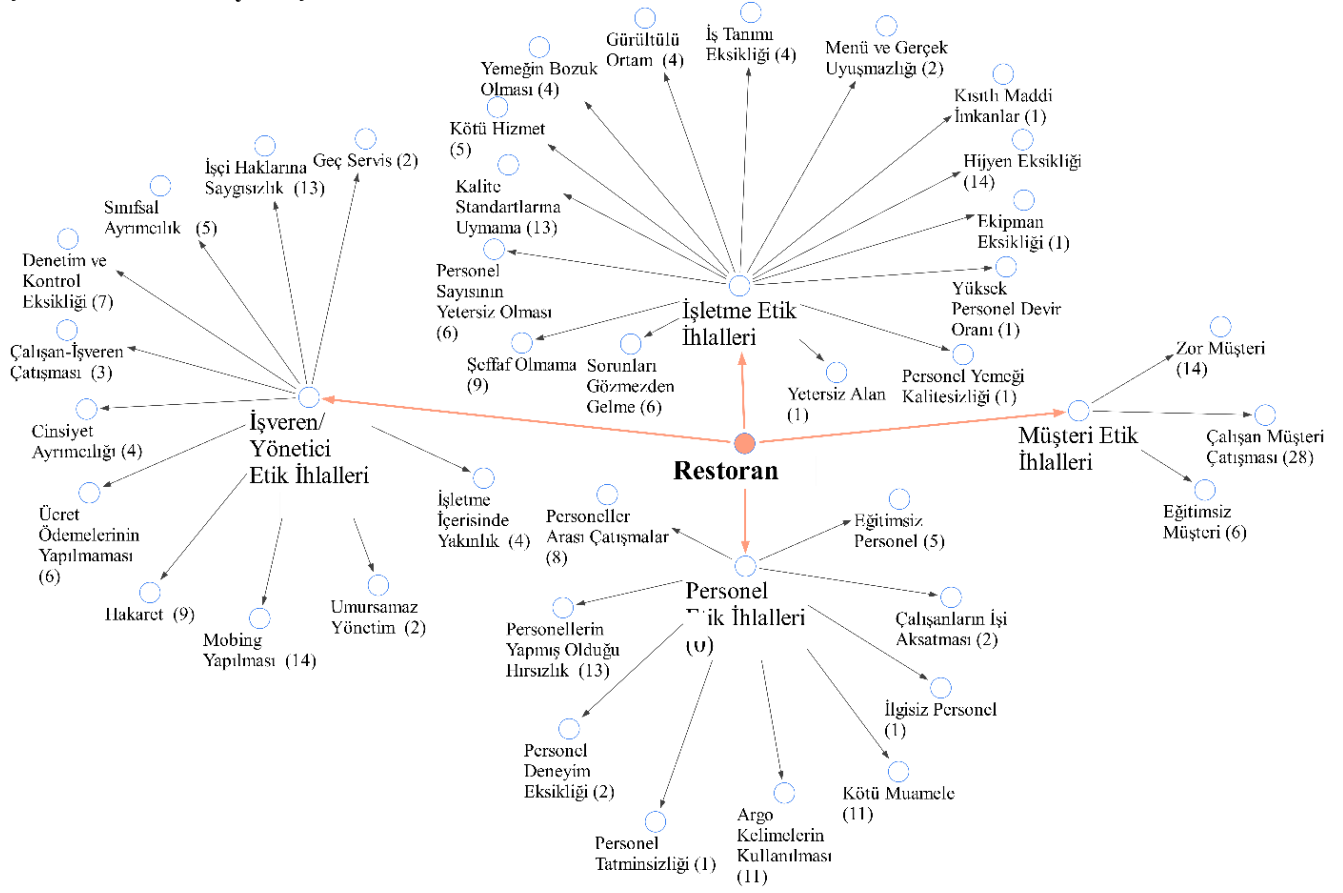 Gürültülü
Ortam (4)
İş Tanımı
Eksikliği (4)
Menü ve Gerçek
Uyuşmazlığı (2)
Yemeğin Bozuk
Olması (4)
Kısıtlı Maddi
İmkanlar (1)
Kötü Hizmet
(5)
Hijyen Eksikliği
(14)
Kalite
Standartlarına
Uymama (13)
Ekipman
Eksikliği (1)
Personel
Sayısının
Yetersiz Olması
(6)
Yüksek
Personel Devir
Oranı (1)
İşletme Etik
İhlalleri
Şeffaf Olmama
(9)
Sorunları
Gözmezden
Gelme (6)
Yetersiz Alan
(1)
Personel Yemeği
Kalitesizliği (1)
İşçi Haklarına
Saygısızlık (13)
Geç Servis (2)
Sınıfsal
Ayrımcılık (5)
Denetim ve
Kontrol
Eksikliği (7)
Çalışan-İşveren
Çatışması (3)
Cinsiyet
Ayrımcılığı (4)
İşveren/
Yönetici
Etik İhlalleri
Ücret
Ödemelerinin
Yapılmaması
(6)
Hakaret (9)
Mobing
Yapılması (14)
Umursamaz
Yönetim (2)
İşletme
İçerisinde
Yakınlık (4)
Restoran
Zor Müşteri
(14)
Müşteri Etik
İhlalleri
Çalışan Müşteri
Çatışması (28)
Eğitimsiz
Müşteri (6)
Personeller
Arası Çatışmalar
(8)
Eğitimsiz
Personel (5)
Personel
Etik İhlalleri
(0)
Çalışanların İşi
Aksatması (2)
Personellerin
Yapmış Olduğu
Hırsızlık (13)
İlgisiz Personel
(1)
Personel
Deneyim
Eksikliği (2)
Kötü Muamele
(11)
Personel
Tatminsizliği (1)
Argo
Kelimelerin
Kullanılması
(11)